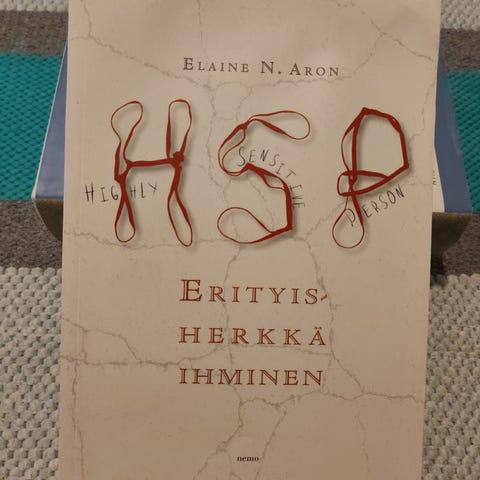 ELAINE N. ARON
HSP
HIGHLY
SENSITIVE
PERSON
ERITYIS-
HERKKÄ
IHMINEN
nemo